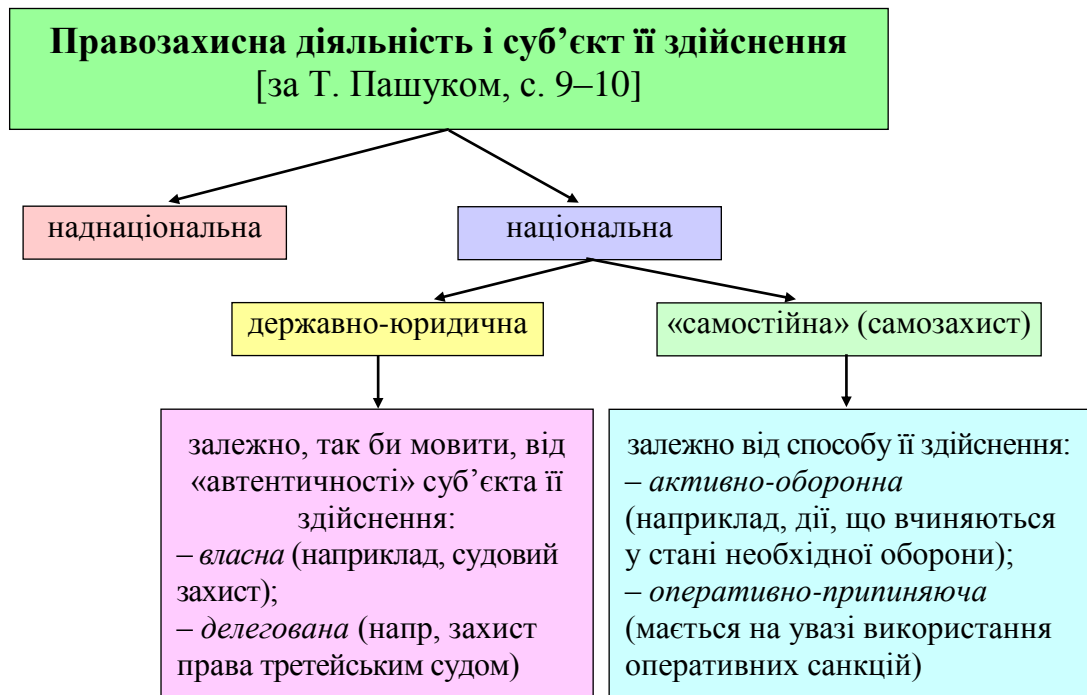 Правозахисна діяльність і суб’єкт її здійснення
[за Т. Пашуком, с. 9–10]
наднаціональна
національна
державно-юридична
«самостійна” (самозахист)
залежно, так би мовити, від
«автентичності» суб’єкта її
здійснення:
– власна (наприклад, судовий
захист);
– делегована (напр, захист
права третейським судом)
залежно від способу її здійснення:
– активно-оборонна
(наприклад, дії, що вчиняються
у стані необхідної оборони);
– оперативно-припиняюча
(мається на увазі використання
оперативних санкцій)